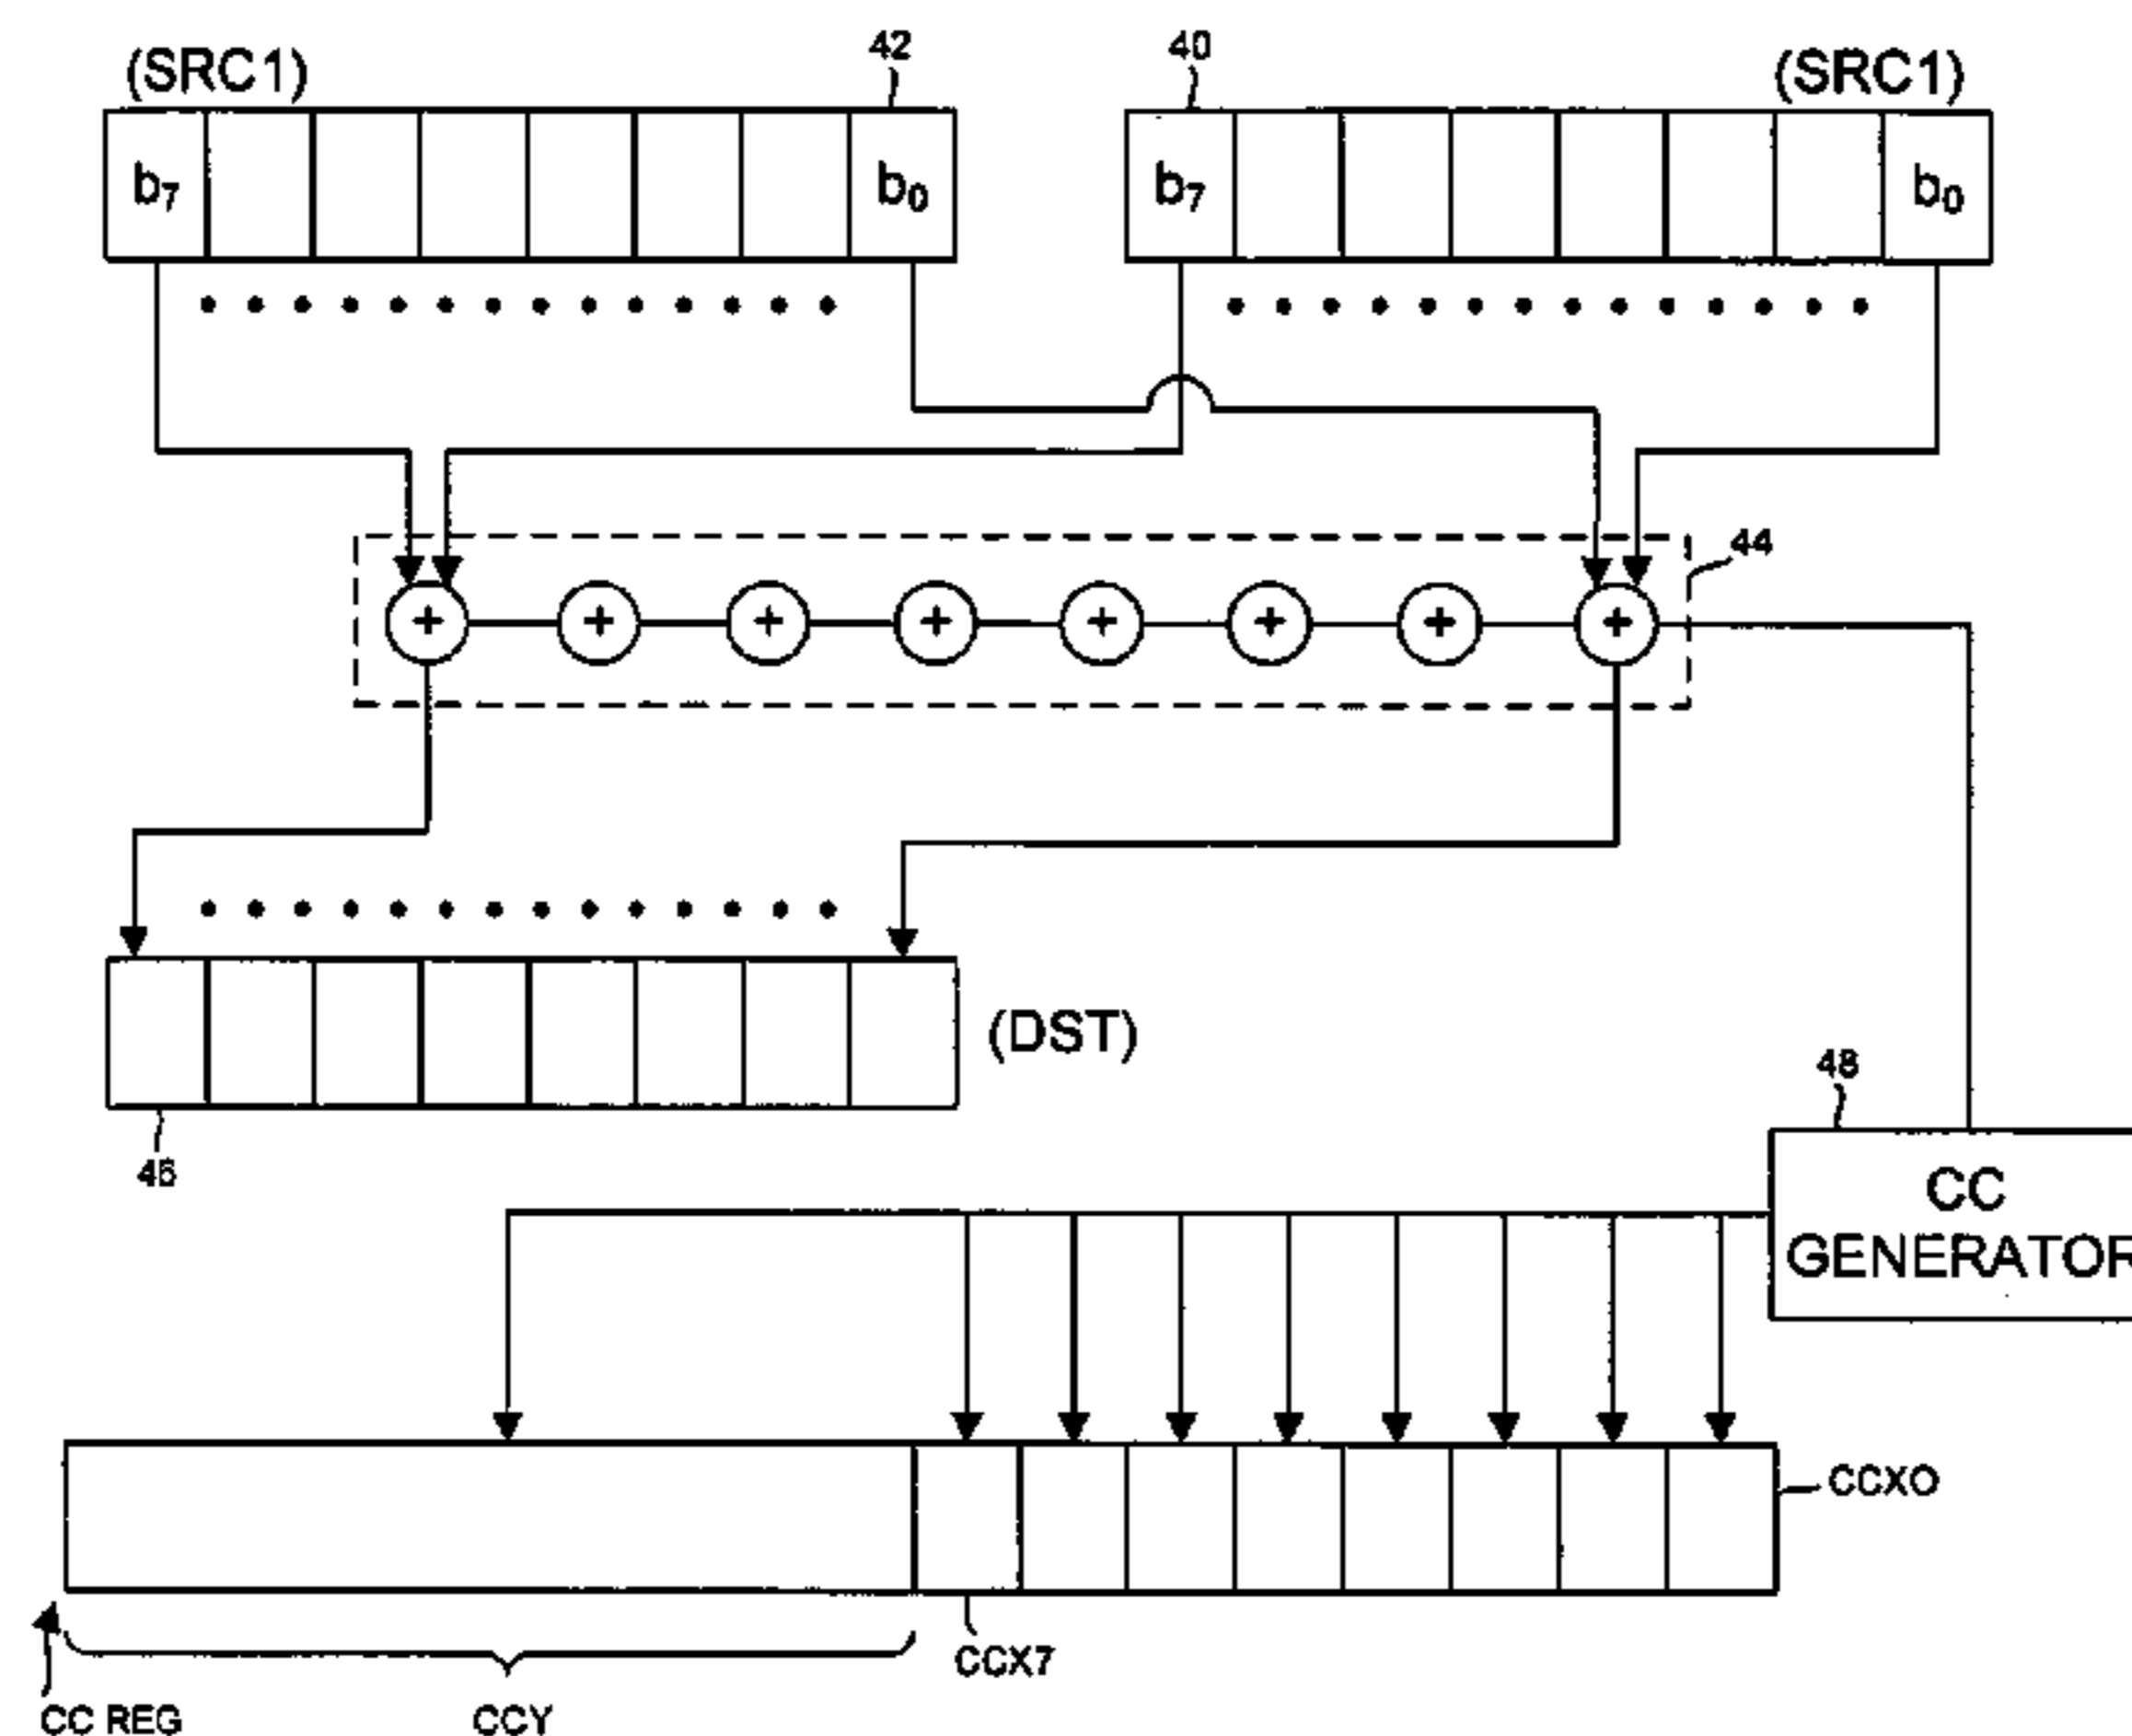 42
40
(SRC1)
(SRC1)
b7
b0
b7
b0
44
+ + + + + + + +
(DST)
46
48
CC
GENERATOR
CCXO
CCX7
CC REG
CCY